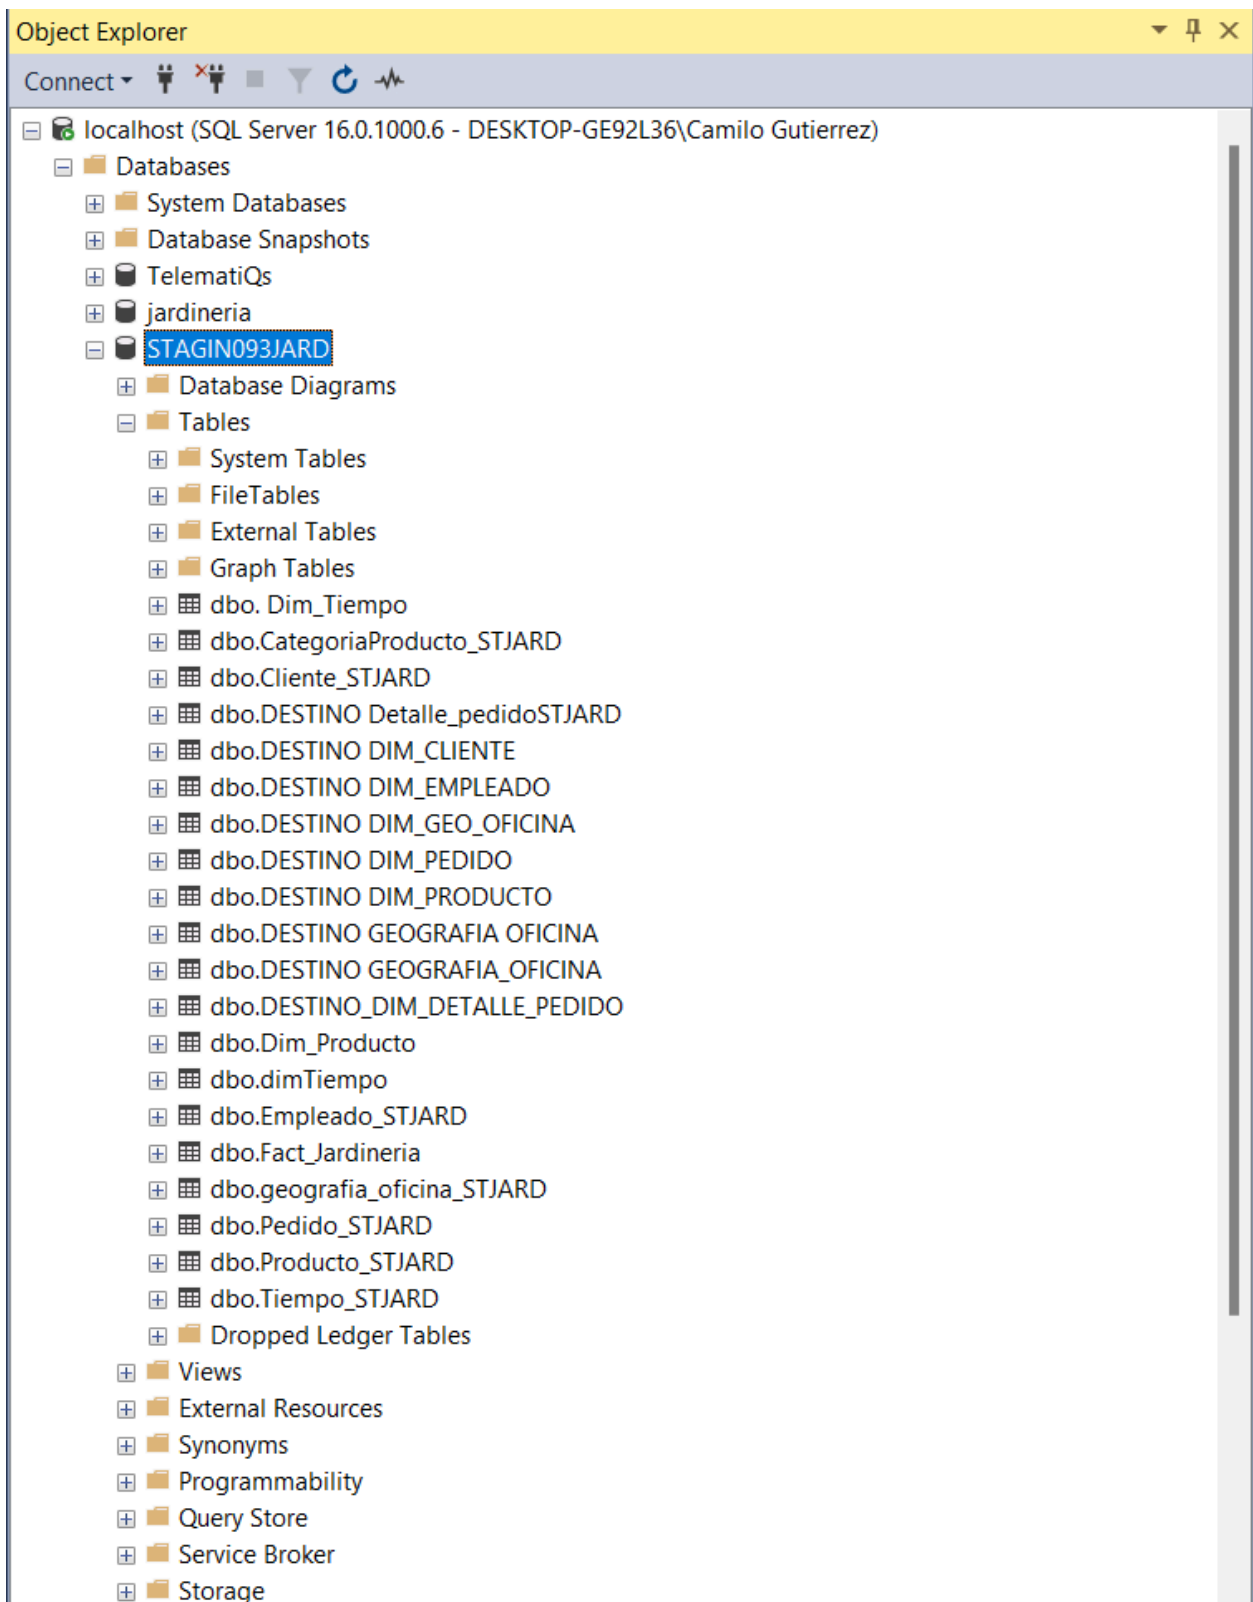 Object Explorer
Connect
localhost (SQL Server 16.0.1000.6 - DESKTOP-GE92L36\Camilo Gutierrez)
Databases
System Databases
Database Snapshots
TelematiQs
jardineria
STAGIN093JARD
Database Diagrams
Tables
System Tables
FileTables
External Tables
Graph Tables
dbo. Dim_Tiempo
dbo.CategoriaProducto_STJARD
dbo.Cliente_STJARD
dbo.DESTINO Detalle_pedidoSTJARD
dbo.DESTINO DIM_CLIENTE
dbo.DESTINO DIM_EMPLEADO
dbo.DESTINO DIM_GEO_OFICINA
dbo.DESTINO DIM_PEDIDO
dbo.DESTINO DIM_PRODUCTO
dbo.DESTINO GEOGRAFIA OFICINA
dbo.DESTINO GEOGRAFIA_OFICINA
dbo.DESTINO_DIM_DETALLE_PEDIDO
dbo.Dim_Producto
dbo.dimTiempo
dbo.Empleado_STJARD
dbo.Fact_Jardineria
dbo.geografia_oficina_STJARD
dbo.Pedido_STJARD
dbo.Producto_STJARD
dbo.Tiempo_STJARD
Dropped Ledger Tables
Views
External Resources
Synonyms
Programmability
Query Store
Service Broker
Storage